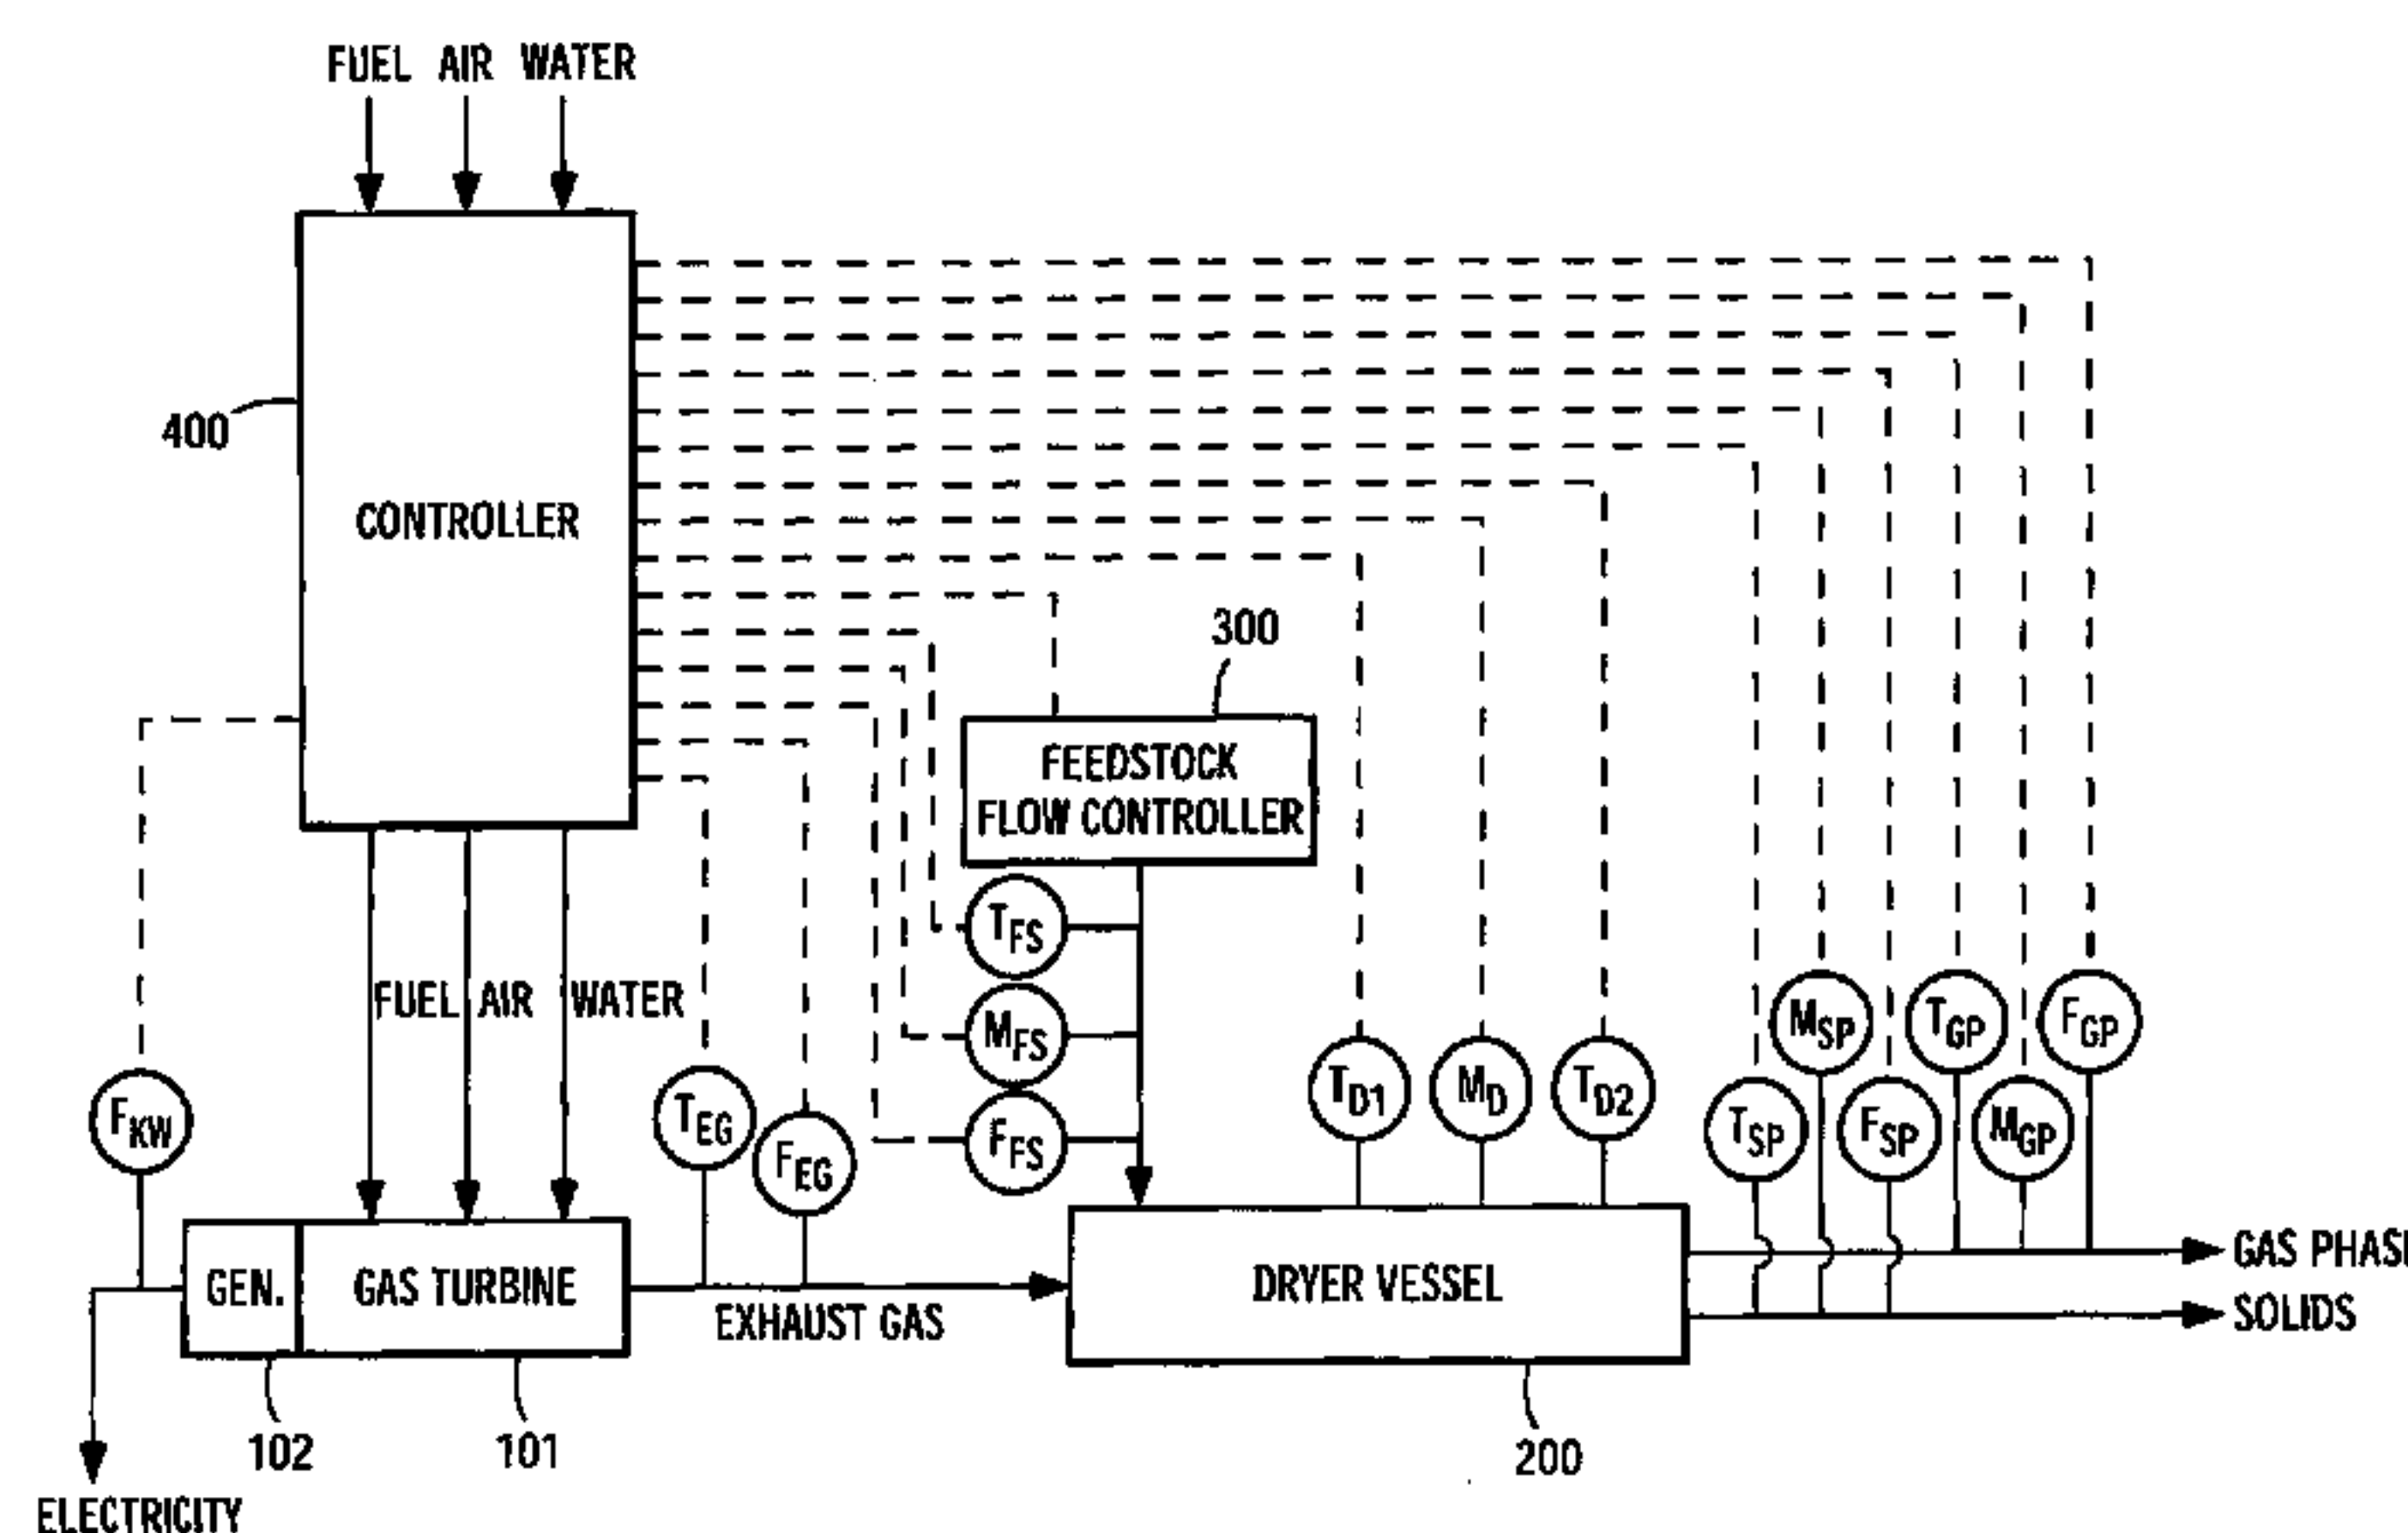 FUEL AIR WATER
400
CONTROLLER
300
FEEDSTOCK
FLOW CONTROLLER
TFS
MFS
FFS
FUEL AIR WATER
FKW
TEG
FEG
TD1
MD
TD2
MSP
TGP
FGP
TSP
FSP
MGP
GEN.
GAS TURBINE
EXHAUST GAS
DRYER VESSEL
GAS PHAS
SOLIDS
102
101
200
ELECTRICITY